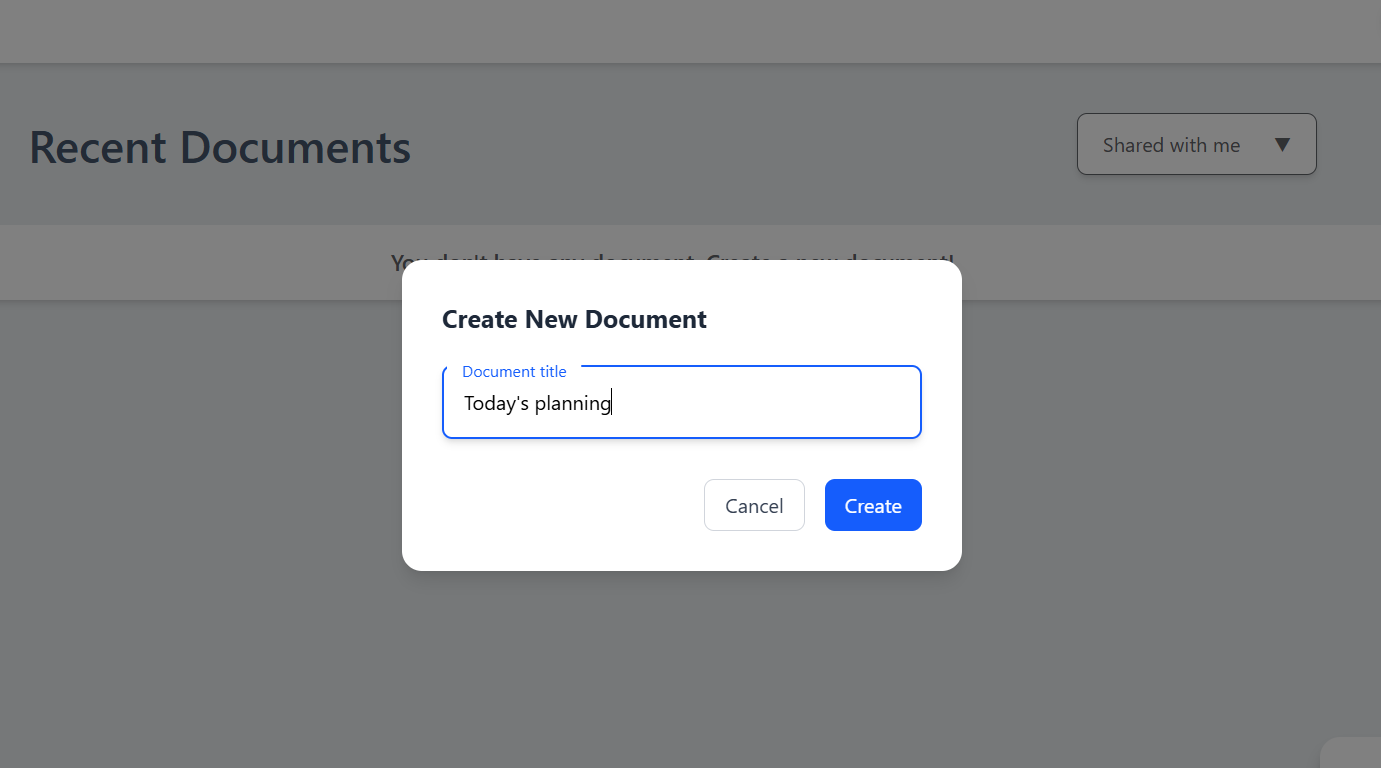 Recent Documents
Shared with me
You don't have any document. Create a new document!
Create New Document
Document title
Today's planning
Cancel
Create